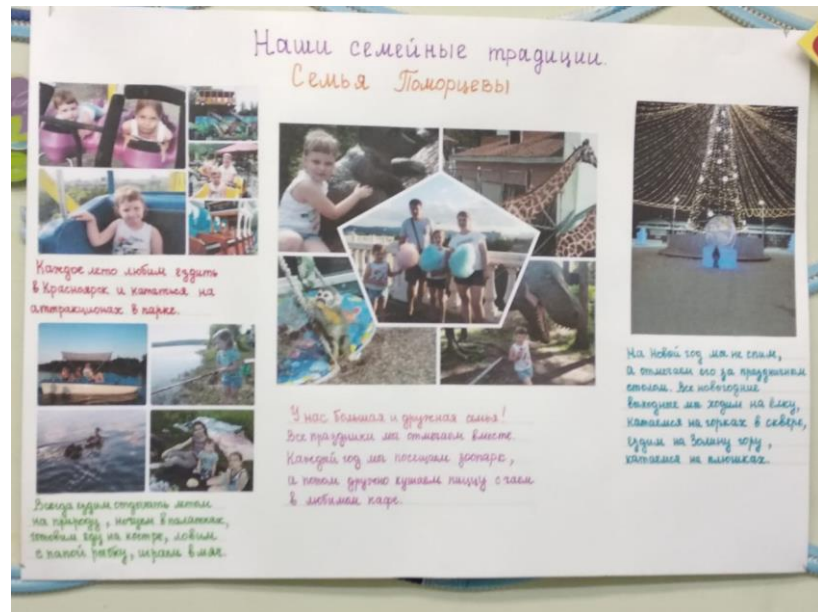 Наши семейные традиции.
Семья Поморцевы
Каждое лето любим ездить
в Красноярск и кататься на
аттракционах в парке.
Всегда ездим отдыхать летом
на природу, ночуем в палатках,
готовим еду на костре, ловим
с папой рыбку, играем в мяч.
У нас большая и дружная семья!
Все праздники мы отмечаем вместе.
Каждый год мы посещаем зоопарк,
а потом дружно кушаем пиццу с чаем
в любимом кафе.
На Новый год мы не спим,
а отмечаем его за праздничным
столом. Все новогодние
выходные мы ходим на ёлку,
катаемся на горках в сквере,
ездим на Золину гору,
катаемся на плюшках.